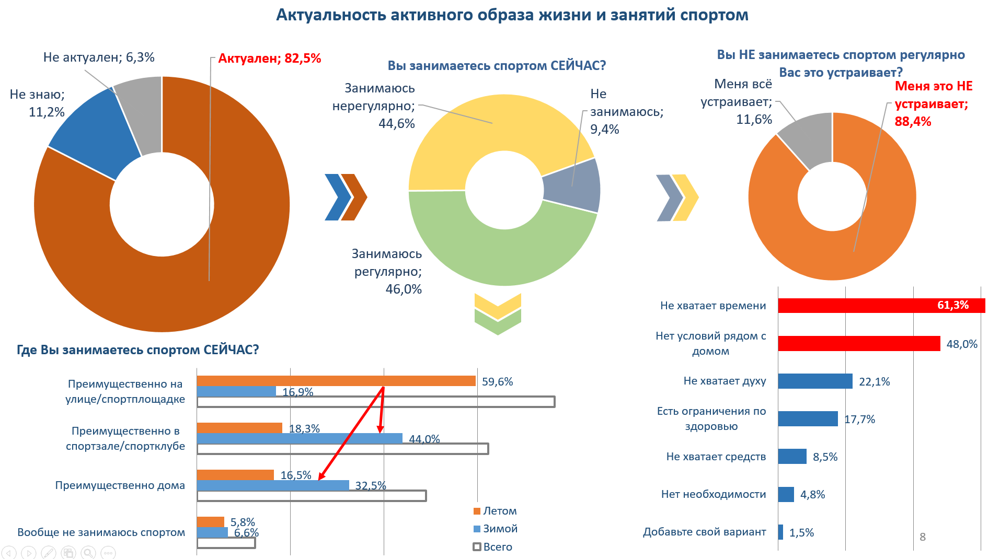 Актуальность активного образа жизни и занятий спортом
Не актуален; 6,3%
Актуален; 82,5%
Не знаю;
11,2%
Вы занимаетесь спортом СЕЙЧАС?
Занимаюсь
нерегулярно;
44,6%
Не
занимаюсь;
9,4%
Занимаюсь
регулярно;
46,0%
Вы НЕ занимаетесь спортом регулярно
Вас это устраивает?
Меня всё
устраивает;
11,6%
Меня это НЕ
устраивает;
88,4%
Где Вы занимаетесь спортом СЕЙЧАС?
Преимущественно на
улице/спортплощадке
59,6%
16,9%
Преимущественно в
спортзале/спортклубе
18,3%
44,0%
Преимущественно дома
16,5%
32,5%
Вообще не занимаюсь спортом
5,8%
6,6%
Летом
Зимой
Всего
Не хватает времени
61,3%
Нет условий рядом с
домом
48,0%
Не хватает духу
22,1%
Есть ограничения по
здоровью
17,7%
Не хватает средств
8,5%
Нет необходимости
4,8%
Добавьте свой вариант
1,5%
8